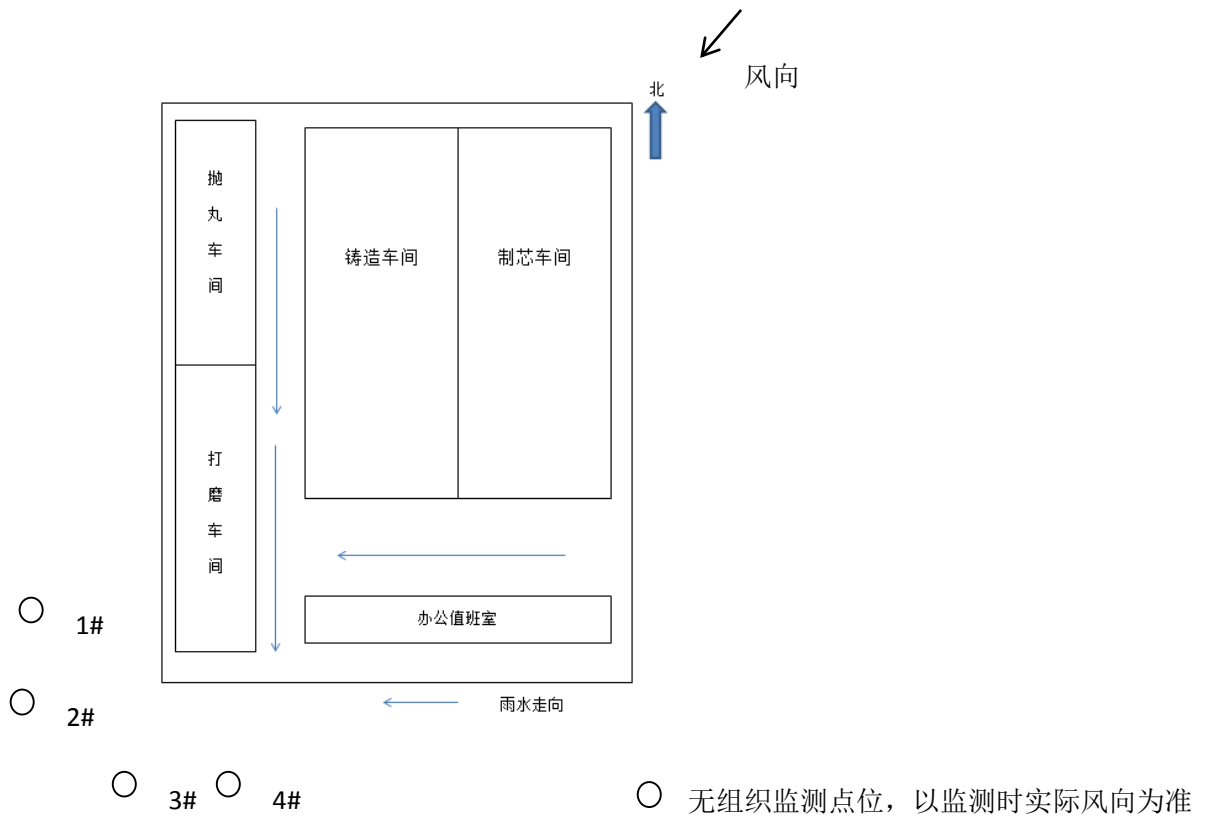 风向
北
抛丸车间
铸造车间
制芯车间
打磨车间
办公值班室
1#
雨水走向
2#
3#
4#
无组织监测点位，以监测时实际风向为准